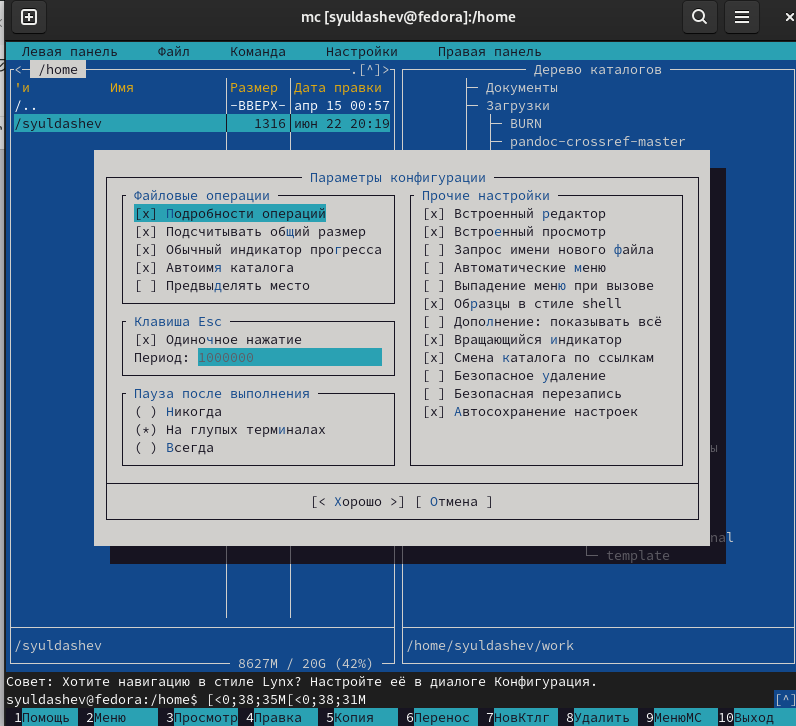 mc [syuldashev@fedora]:/home
Левая панель Файл Команда Настройки Правая панель
<─ /home .[^]>
'и Имя Размер Дата правки
/.. -ВВЕРХ- апр 15 00:57
/syuldashev 1316 июн 22 20:19
Дерево каталогов
Документы
Загрузки
BURN
pandoc-crossref-master
Параметры конфигурации
Файловые операции
[x] Подробности операций
[x] Подсчитывать общий размер
[x] Обычный индикатор прогресса
[x] Автоимя каталога
[ ] Предвыделять место
Клавиша Esc
[x] Одиночное нажатие
Период: 1000000
Пауза после выполнения
( ) Никогда
(*) На глупых терминалах
( ) Всегда
Прочие настройки
[x] Встроенный редактор
[x] Встроенный просмотр
[ ] Запрос имени нового файла
[ ] Автоматические меню
[ ] Выпадение меню при вызове
[x] Образцы в стиле shell
[ ] Дополнение: показывать всё
[x] Вращающийся индикатор
[x] Смена каталога по ссылкам
[ ] Безопасное удаление
[ ] Безопасная перезапись
[x] Автосохранение настроек
[< Хорошо >] [ Отмена ]
ы
nal
template
/syuldashev
8627M / 20G (42%)
/home/syuldashev/work
Совет: Хотите навигацию в стиле Lynx? Настройте её в диалоге Конфигурация.
syuldashev@fedora:/home$ [<0;38;35M[<0;38;31M [^]
1Помощь 2Меню 3Просмотр 4Правка 5Копия 6Перенос 7НовКтлг 8Удалить 9МенюМС 10Выход